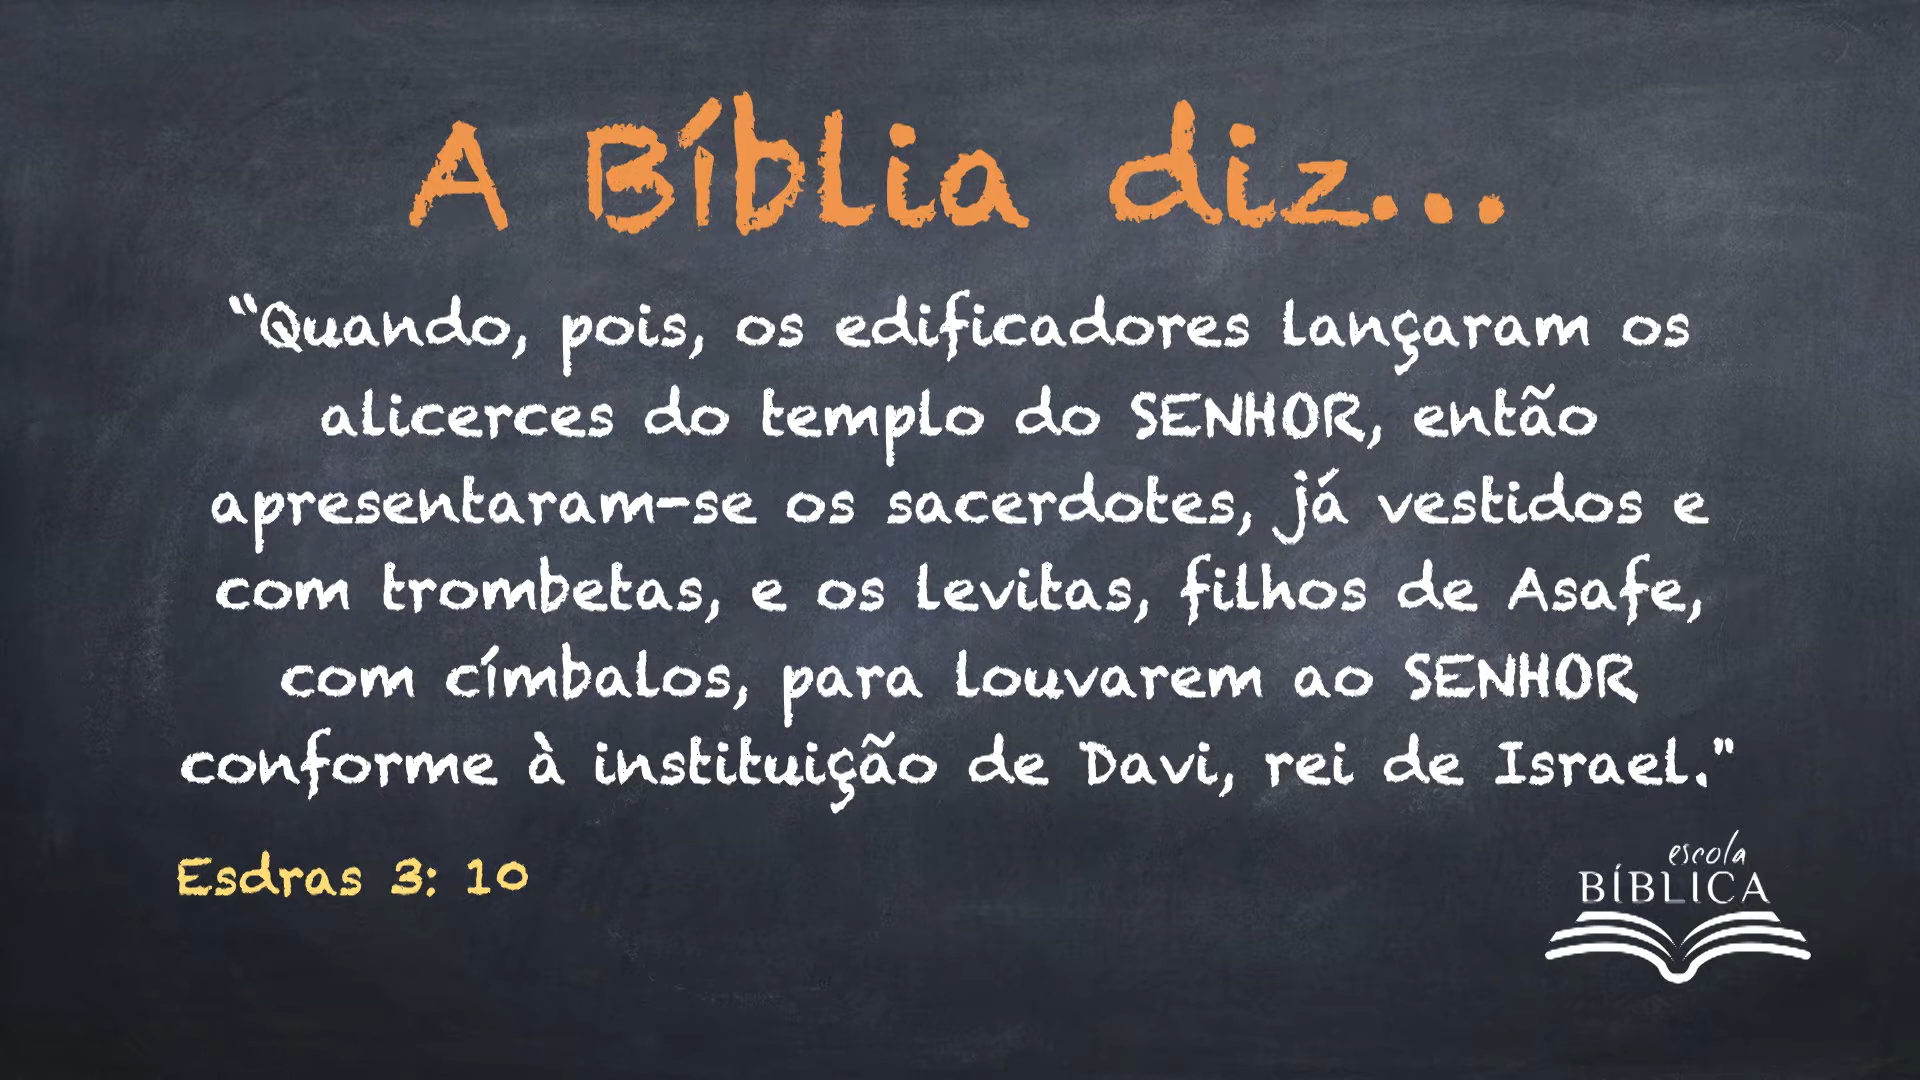 A Bíblia diz...
“Quando, pois, os edificadores lançaram os
alicerces do templo do SENHOR, então
apresentaram-se os sacerdotes, já vestidos e
com trombetas, e os levitas, filhos de Asafe,
com címbalos, para louvarem ao SENHOR
conforme à instituição de Davi, rei de Israel."
Esdras 3: 10
escola
BÍBLICA